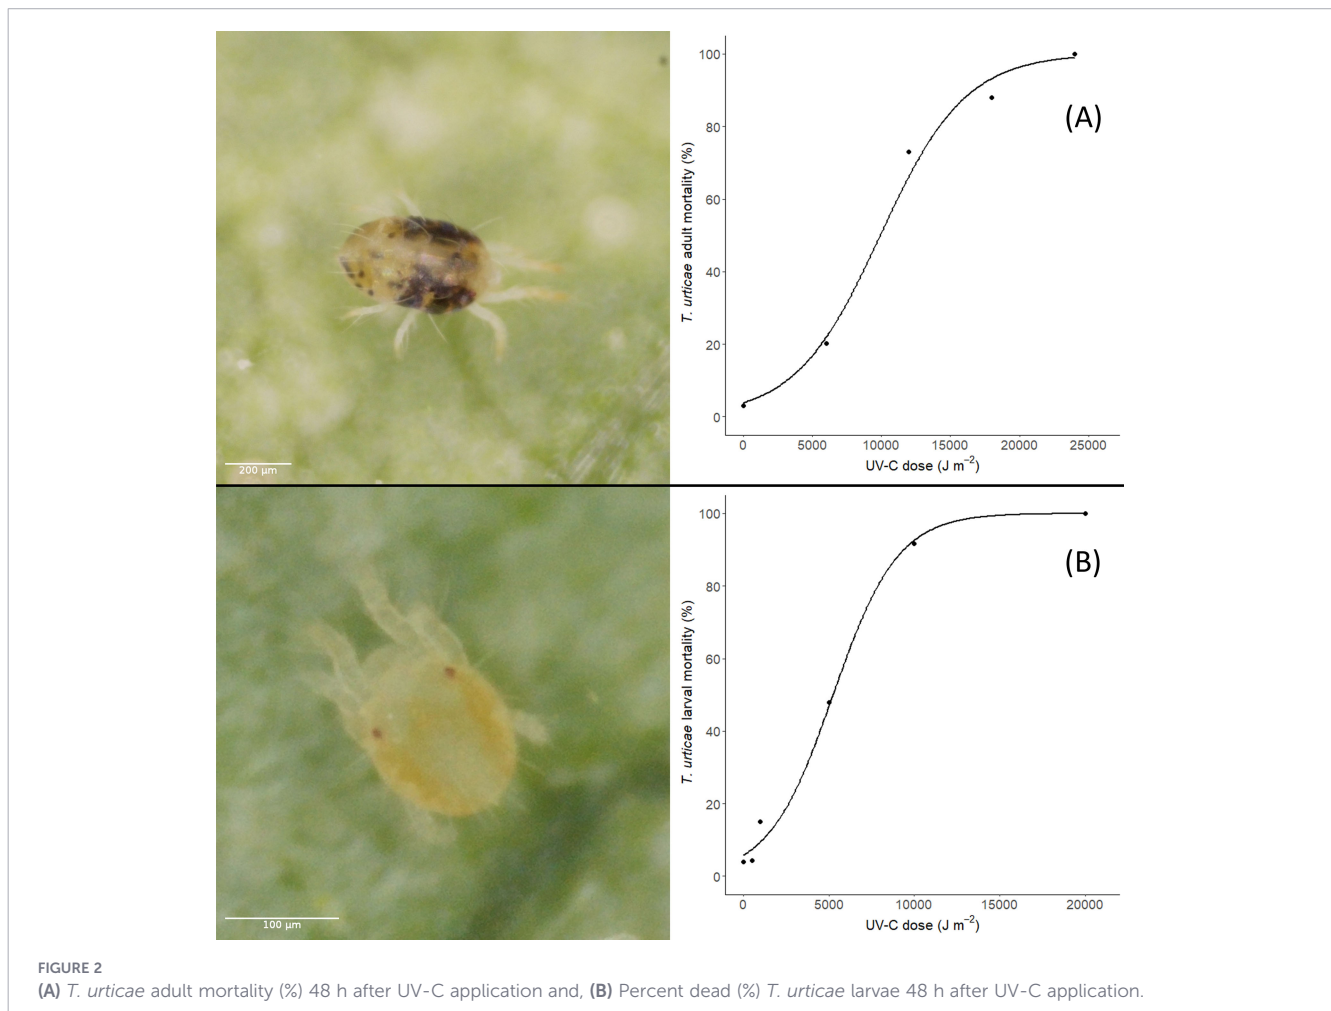 100
80
60
40
20
0
T. urticae adult mortality (%)
(A)
0 5000 10000 15000 20000 25000
UV-C dose (J m⁻²)
200 µm
100
80
60
40
20
0
T. urticae larval mortality (%)
(B)
0 5000 10000 15000 20000
UV-C dose (J m⁻²)
100 µm
FIGURE 2
(A) T. urticae adult mortality (%) 48 h after UV-C application and, (B) Percent dead (%) T. urticae larvae 48 h after UV-C application.